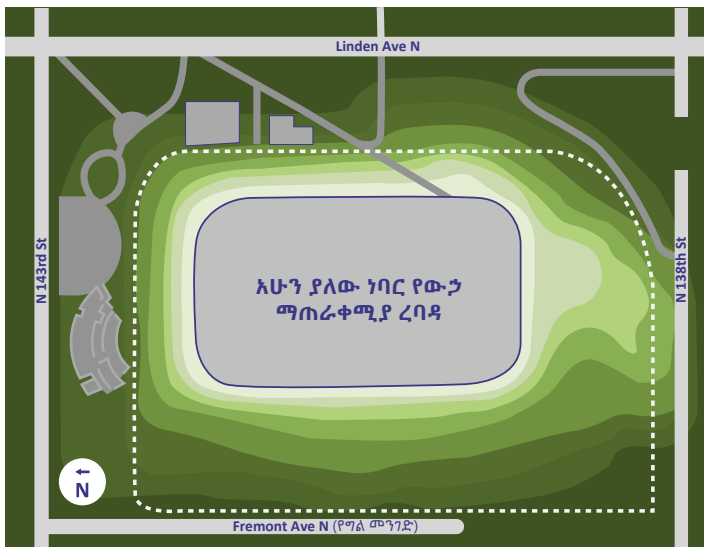 Linden Ave N
N 143rd St
N 138th St
አሁን ያለው ነባር የውኃ
ማጠራቀሚያ ረባዳ
N
Fremont Ave N (የግል መንገድ)